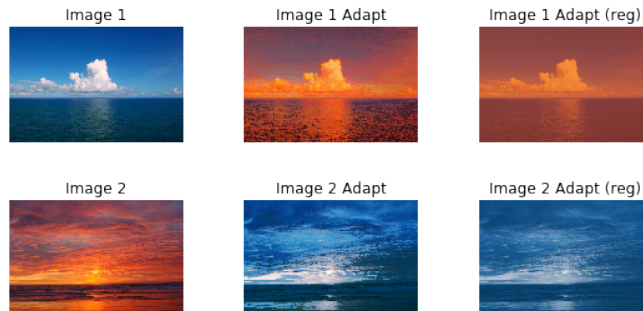 Image 1
Image 1 Adapt
Image 1 Adapt (reg)
Image 2
Image 2 Adapt
Image 2 Adapt (reg)